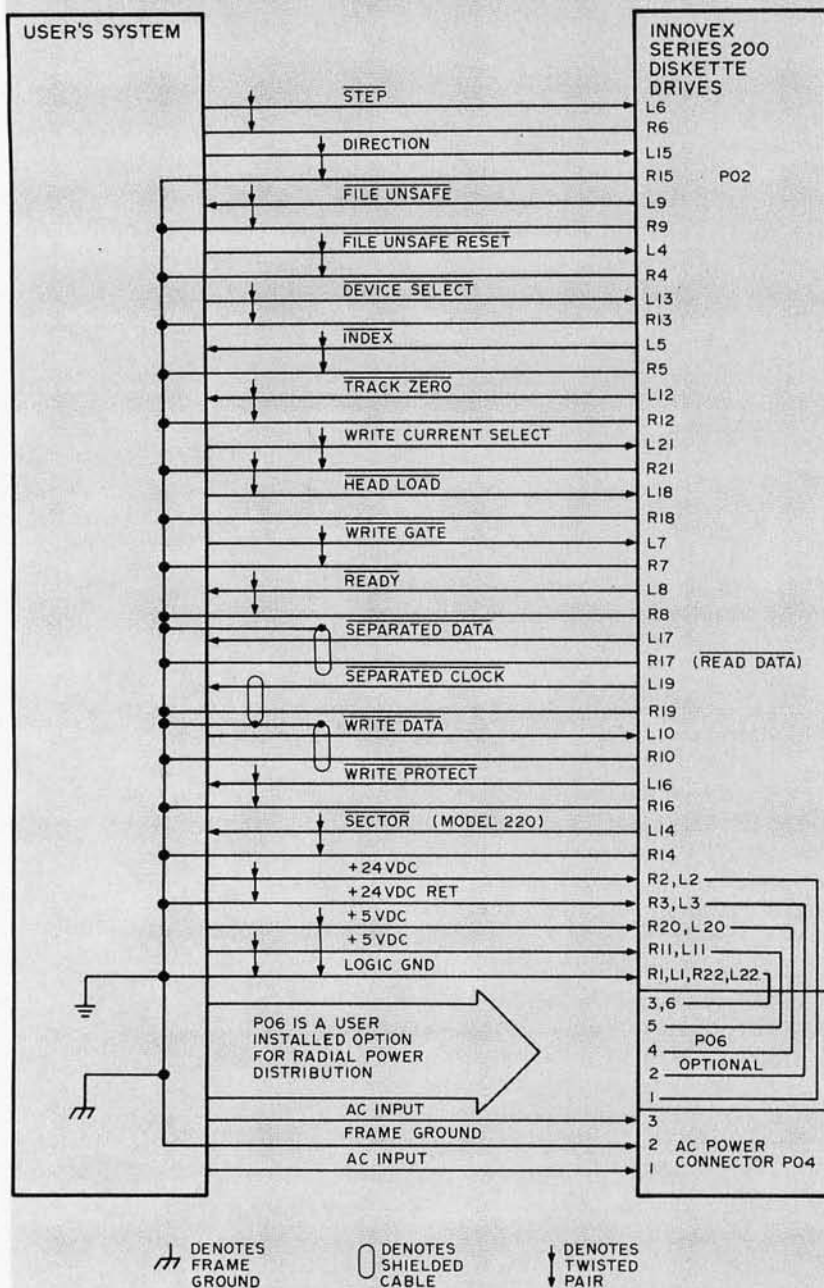 USER'S SYSTEM
INNOVEX
SERIES 200
DISKETTE
DRIVES
STEP
L6
R6
DIRECTION
L15
R15
PO2
FILE UNSAFE
L9
R9
FILE UNSAFE RESET
L4
R4
DEVICE SELECT
L13
R13
INDEX
L5
R5
TRACK ZERO
L12
R12
WRITE CURRENT SELECT
L21
R21
HEAD LOAD
L18
R18
WRITE GATE
L7
R7
READY
L8
R8
SEPARATED DATA
L17
R17 (READ DATA)
SEPARATED CLOCK
L19
R19
WRITE DATA
L10
R10
WRITE PROTECT
L16
R16
SECTOR (MODEL 220)
L14
R14
+24VDC
R2, L2
+24VDC RET
R3, L3
+5VDC
R20, L20
+5VDC
R11, L11
LOGIC GND
R1, L1, R22, L22
PO6 IS A USER
INSTALLED OPTION
FOR RADIAL POWER
DISTRIBUTION
3,6
5
4
PO6
OPTIONAL
2
1
AC INPUT
3
FRAME GROUND
2
AC INPUT
1
AC POWER
CONNECTOR PO4
DENOTES
FRAME
GROUND
DENOTES
SHIELDED
CABLE
DENOTES
TWISTED
PAIR